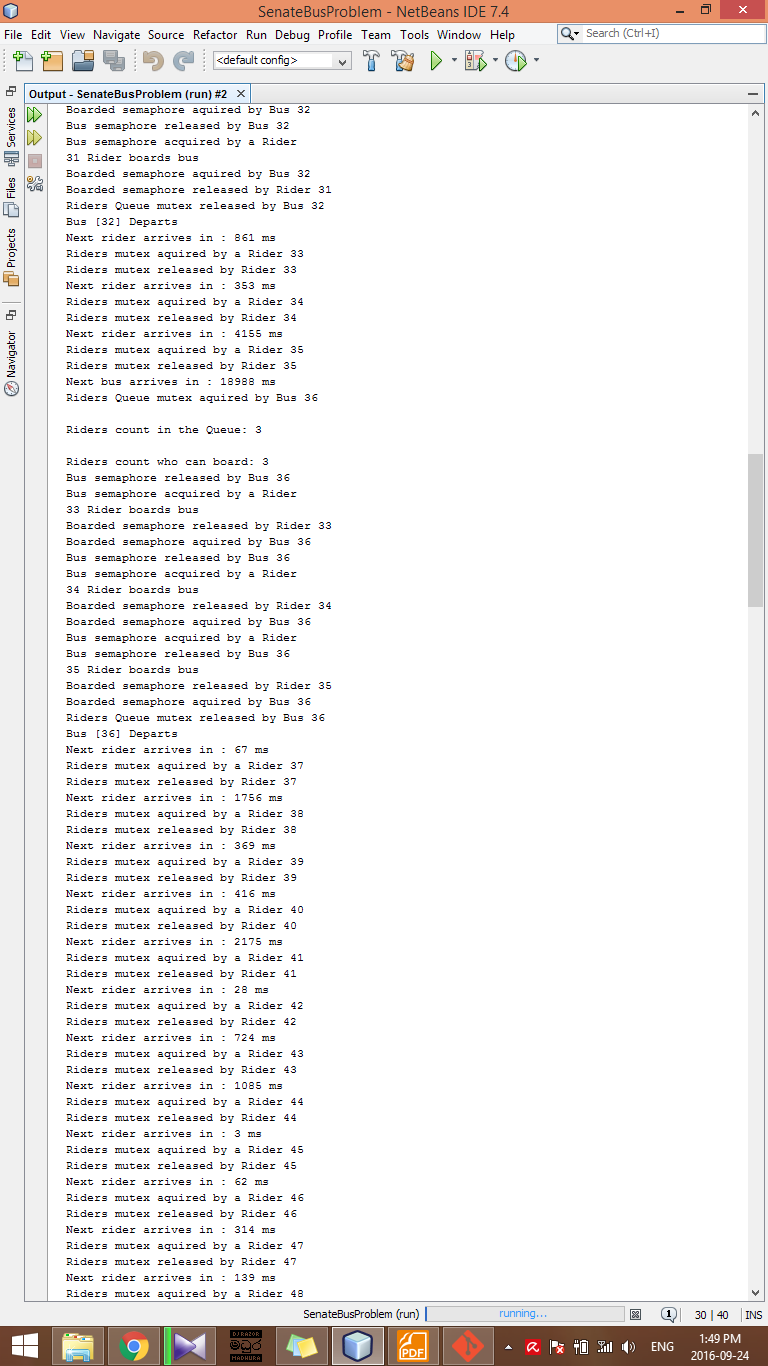 SenateBusProblem - NetBeans IDE 7.4
File Edit View Navigate Source Refactor Run Debug Profile Team Tools Window Help
Search (Ctrl+I)
<default config>
Output - SenateBusProblem (run) #2
Services
Files
Projects
Navigator
Boarded semaphore aquired by Bus 32
Bus semaphore released by Bus 32
Bus semaphore acquired by a Rider
31 Rider boards bus
Boarded semaphore aquired by Bus 32
Boarded semaphore released by Rider 31
Riders Queue mutex released by Bus 32
Bus [32] Departs
Next rider arrives in : 861 ms
Riders mutex aquired by a Rider 33
Riders mutex released by Rider 33
Next rider arrives in : 353 ms
Riders mutex aquired by a Rider 34
Riders mutex released by Rider 34
Next rider arrives in : 4155 ms
Riders mutex aquired by a Rider 35
Riders mutex released by Rider 35
Next bus arrives in : 18988 ms
Riders Queue mutex aquired by Bus 36
Riders count in the Queue: 3
Riders count who can board: 3
Bus semaphore released by Bus 36
Bus semaphore acquired by a Rider
33 Rider boards bus
Boarded semaphore released by Rider 33
Boarded semaphore aquired by Bus 36
Bus semaphore released by Bus 36
Bus semaphore acquired by a Rider
34 Rider boards bus
Boarded semaphore released by Rider 34
Boarded semaphore aquired by Bus 36
Bus semaphore acquired by a Rider
Bus semaphore released by Bus 36
35 Rider boards bus
Boarded semaphore released by Rider 35
Boarded semaphore aquired by Bus 36
Riders Queue mutex released by Bus 36
Bus [36] Departs
Next rider arrives in : 67 ms
Riders mutex aquired by a Rider 37
Riders mutex released by Rider 37
Next rider arrives in : 1756 ms
Riders mutex aquired by a Rider 38
Riders mutex released by Rider 38
Next rider arrives in : 369 ms
Riders mutex aquired by a Rider 39
Riders mutex released by Rider 39
Next rider arrives in : 416 ms
Riders mutex aquired by a Rider 40
Riders mutex released by Rider 40
Next rider arrives in : 2175 ms
Riders mutex aquired by a Rider 41
Riders mutex released by Rider 41
Next rider arrives in : 28 ms
Riders mutex aquired by a Rider 42
Riders mutex released by Rider 42
Next rider arrives in : 724 ms
Riders mutex aquired by a Rider 43
Riders mutex released by Rider 43
Next rider arrives in : 1085 ms
Riders mutex aquired by a Rider 44
Riders mutex released by Rider 44
Next rider arrives in : 3 ms
Riders mutex aquired by a Rider 45
Riders mutex released by Rider 45
Next rider arrives in : 62 ms
Riders mutex aquired by a Rider 46
Riders mutex released by Rider 46
Next rider arrives in : 314 ms
Riders mutex aquired by a Rider 47
Riders mutex released by Rider 47
Next rider arrives in : 139 ms
Riders mutex aquired by a Rider 48
SenateBusProblem (run) running... 1 30 | 40 INS
DJ RAZOR
MADHURA
PDF
ENG
1:49 PM
2016-09-24